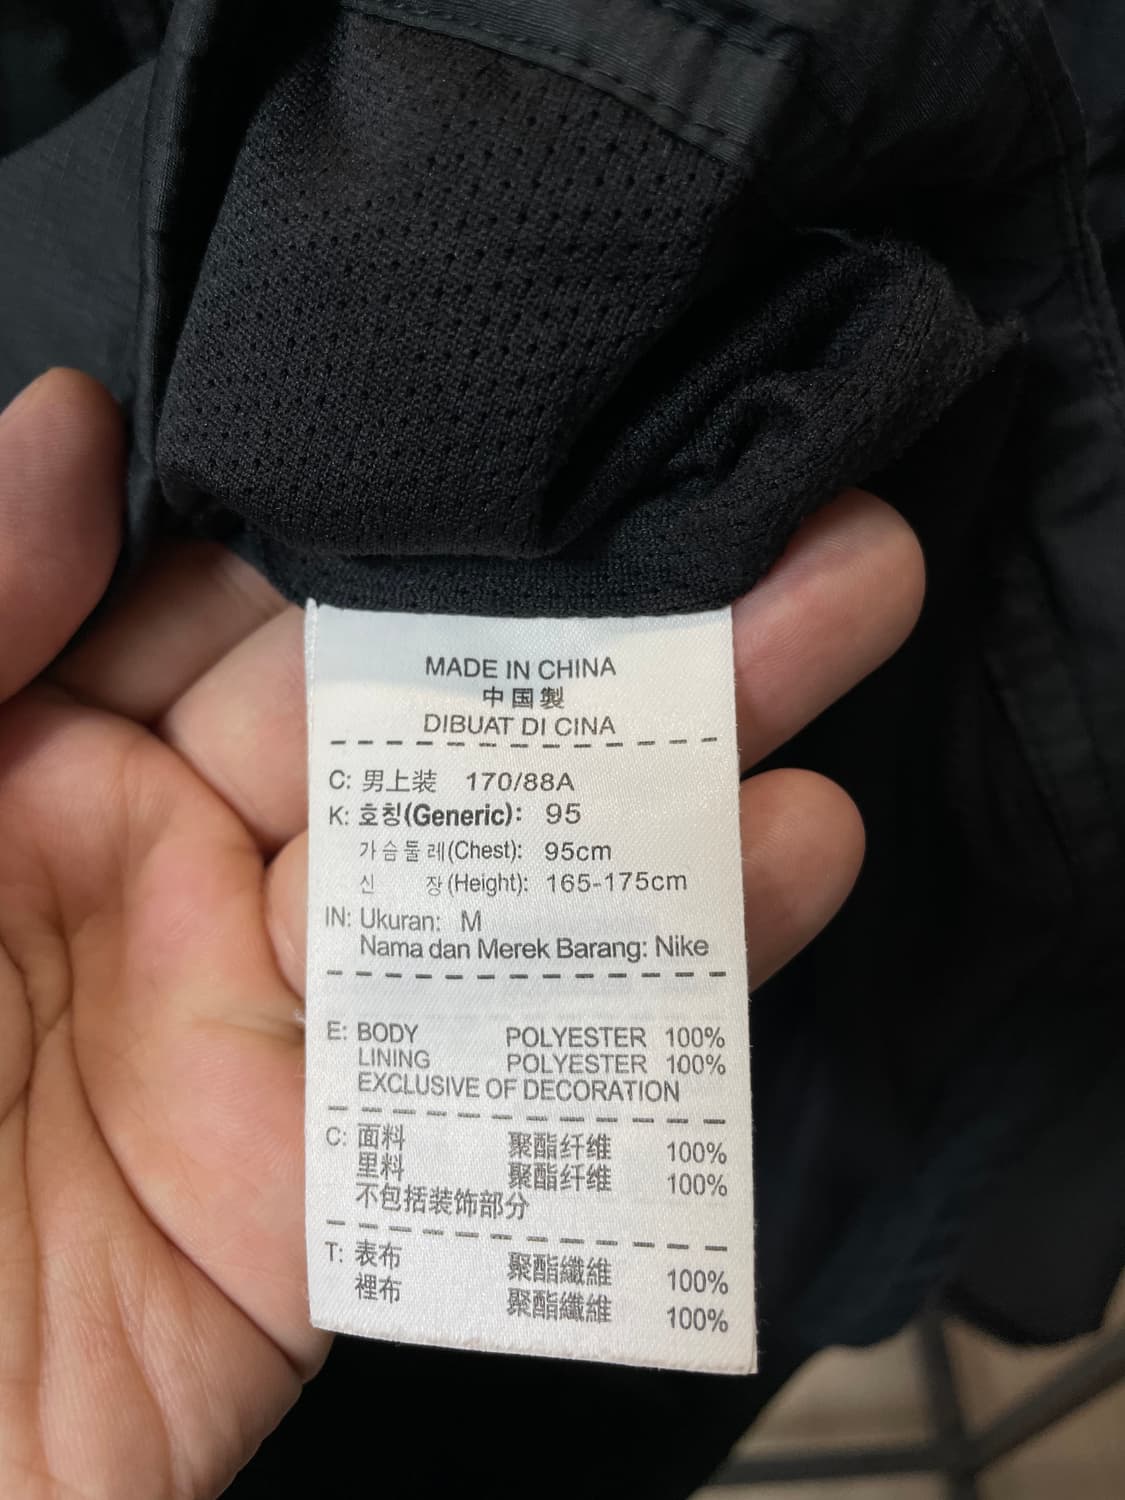 MADE IN CHINA
中国製
DIBUAT DI CINA
C: 男上装 170/88A
K: 호칭(Generic): 95
가슴둘레(Chest): 95cm
신 장(Height): 165-175cm
IN: Ukuran: M
Nama dan Merek Barang: Nike
E: BODY POLYESTER 100%
LINING POLYESTER 100%
EXCLUSIVE OF DECORATION
C: 面料 聚酯纤维 100%
里料 聚酯纤维 100%
不包括装饰部分
T: 表布 聚酯纖維 100%
裡布 聚酯纖維 100%